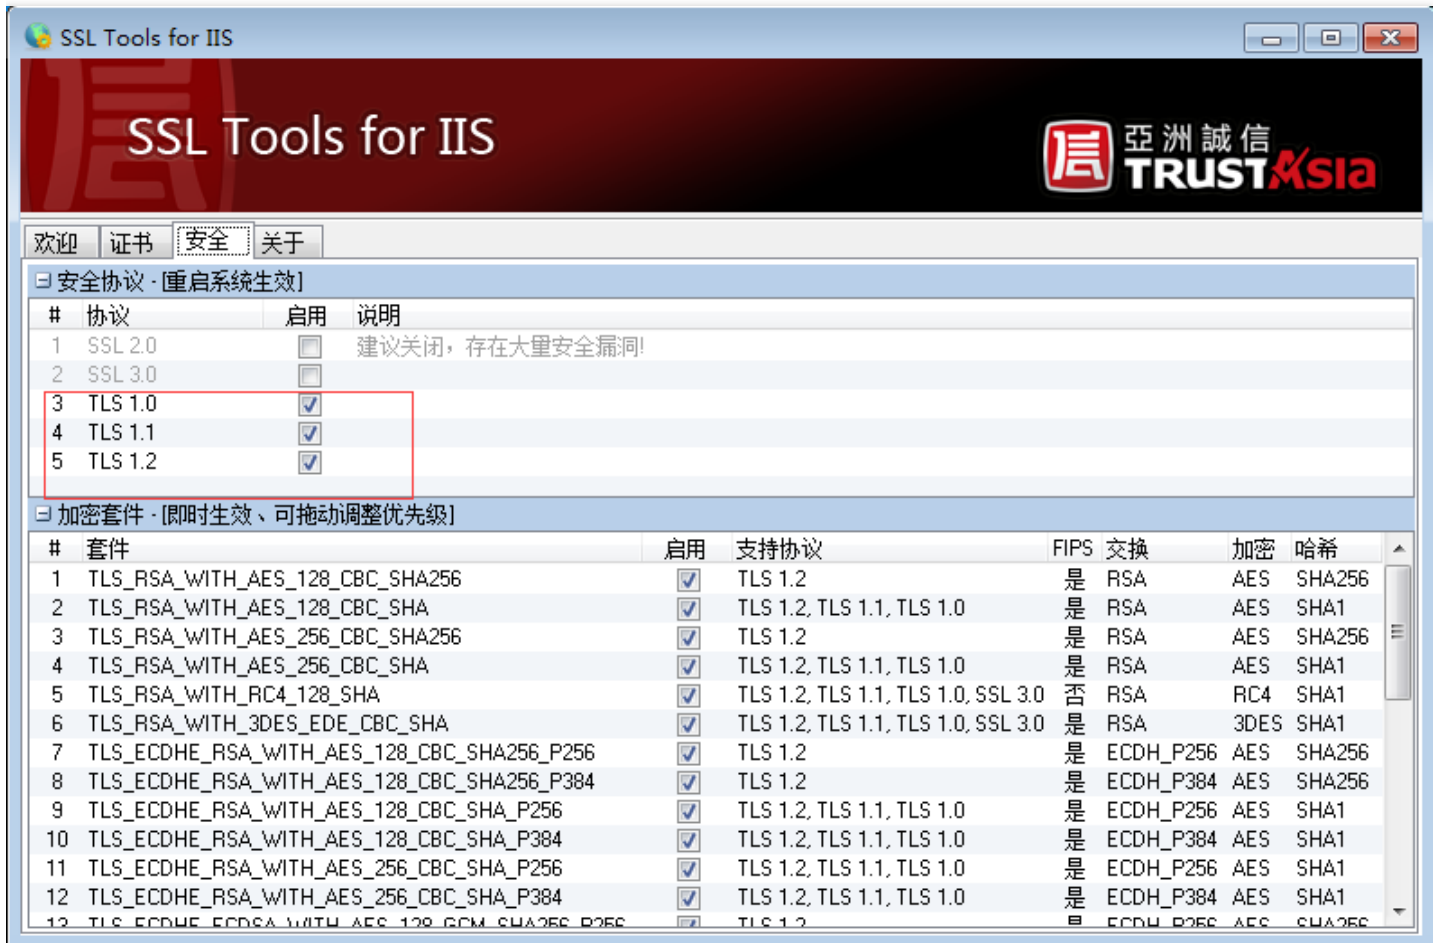 SSL Tools for IIS
SSL Tools for IIS
亞洲誠信
TRUSTAsia
欢迎 证书 安全 关于
安全协议 - [重启系统生效]
# 协议 启用 说明
1 SSL 2.0 建议关闭，存在大量安全漏洞!
2 SSL 3.0
3 TLS 1.0
4 TLS 1.1
5 TLS 1.2
加密套件 - [即时生效、可拖动调整优先级]
# 套件 启用 支持协议 FIPS 交换 加密 哈希
1 TLS_RSA_WITH_AES_128_CBC_SHA256 TLS 1.2 是 RSA AES SHA256
2 TLS_RSA_WITH_AES_128_CBC_SHA TLS 1.2, TLS 1.1, TLS 1.0 是 RSA AES SHA1
3 TLS_RSA_WITH_AES_256_CBC_SHA256 TLS 1.2 是 RSA AES SHA256
4 TLS_RSA_WITH_AES_256_CBC_SHA TLS 1.2, TLS 1.1, TLS 1.0 是 RSA AES SHA1
5 TLS_RSA_WITH_RC4_128_SHA TLS 1.2, TLS 1.1, TLS 1.0, SSL 3.0 否 RSA RC4 SHA1
6 TLS_RSA_WITH_3DES_EDE_CBC_SHA TLS 1.2, TLS 1.1, TLS 1.0, SSL 3.0 是 RSA 3DES SHA1
7 TLS_ECDHE_RSA_WITH_AES_128_CBC_SHA256_P256 TLS 1.2 是 ECDH_P256 AES SHA256
8 TLS_ECDHE_RSA_WITH_AES_128_CBC_SHA256_P384 TLS 1.2 是 ECDH_P384 AES SHA256
9 TLS_ECDHE_RSA_WITH_AES_128_CBC_SHA_P256 TLS 1.2, TLS 1.1, TLS 1.0 是 ECDH_P256 AES SHA1
10 TLS_ECDHE_RSA_WITH_AES_128_CBC_SHA_P384 TLS 1.2, TLS 1.1, TLS 1.0 是 ECDH_P384 AES SHA1
11 TLS_ECDHE_RSA_WITH_AES_256_CBC_SHA_P256 TLS 1.2, TLS 1.1, TLS 1.0 是 ECDH_P256 AES SHA1
12 TLS_ECDHE_RSA_WITH_AES_256_CBC_SHA_P384 TLS 1.2, TLS 1.1, TLS 1.0 是 ECDH_P384 AES SHA1
13 TLS_ECDHE_ECDSA_WITH_AES_128_GCM_SHA256_P256 TLS 1.2 是 ECDH_P256 AES SHA256